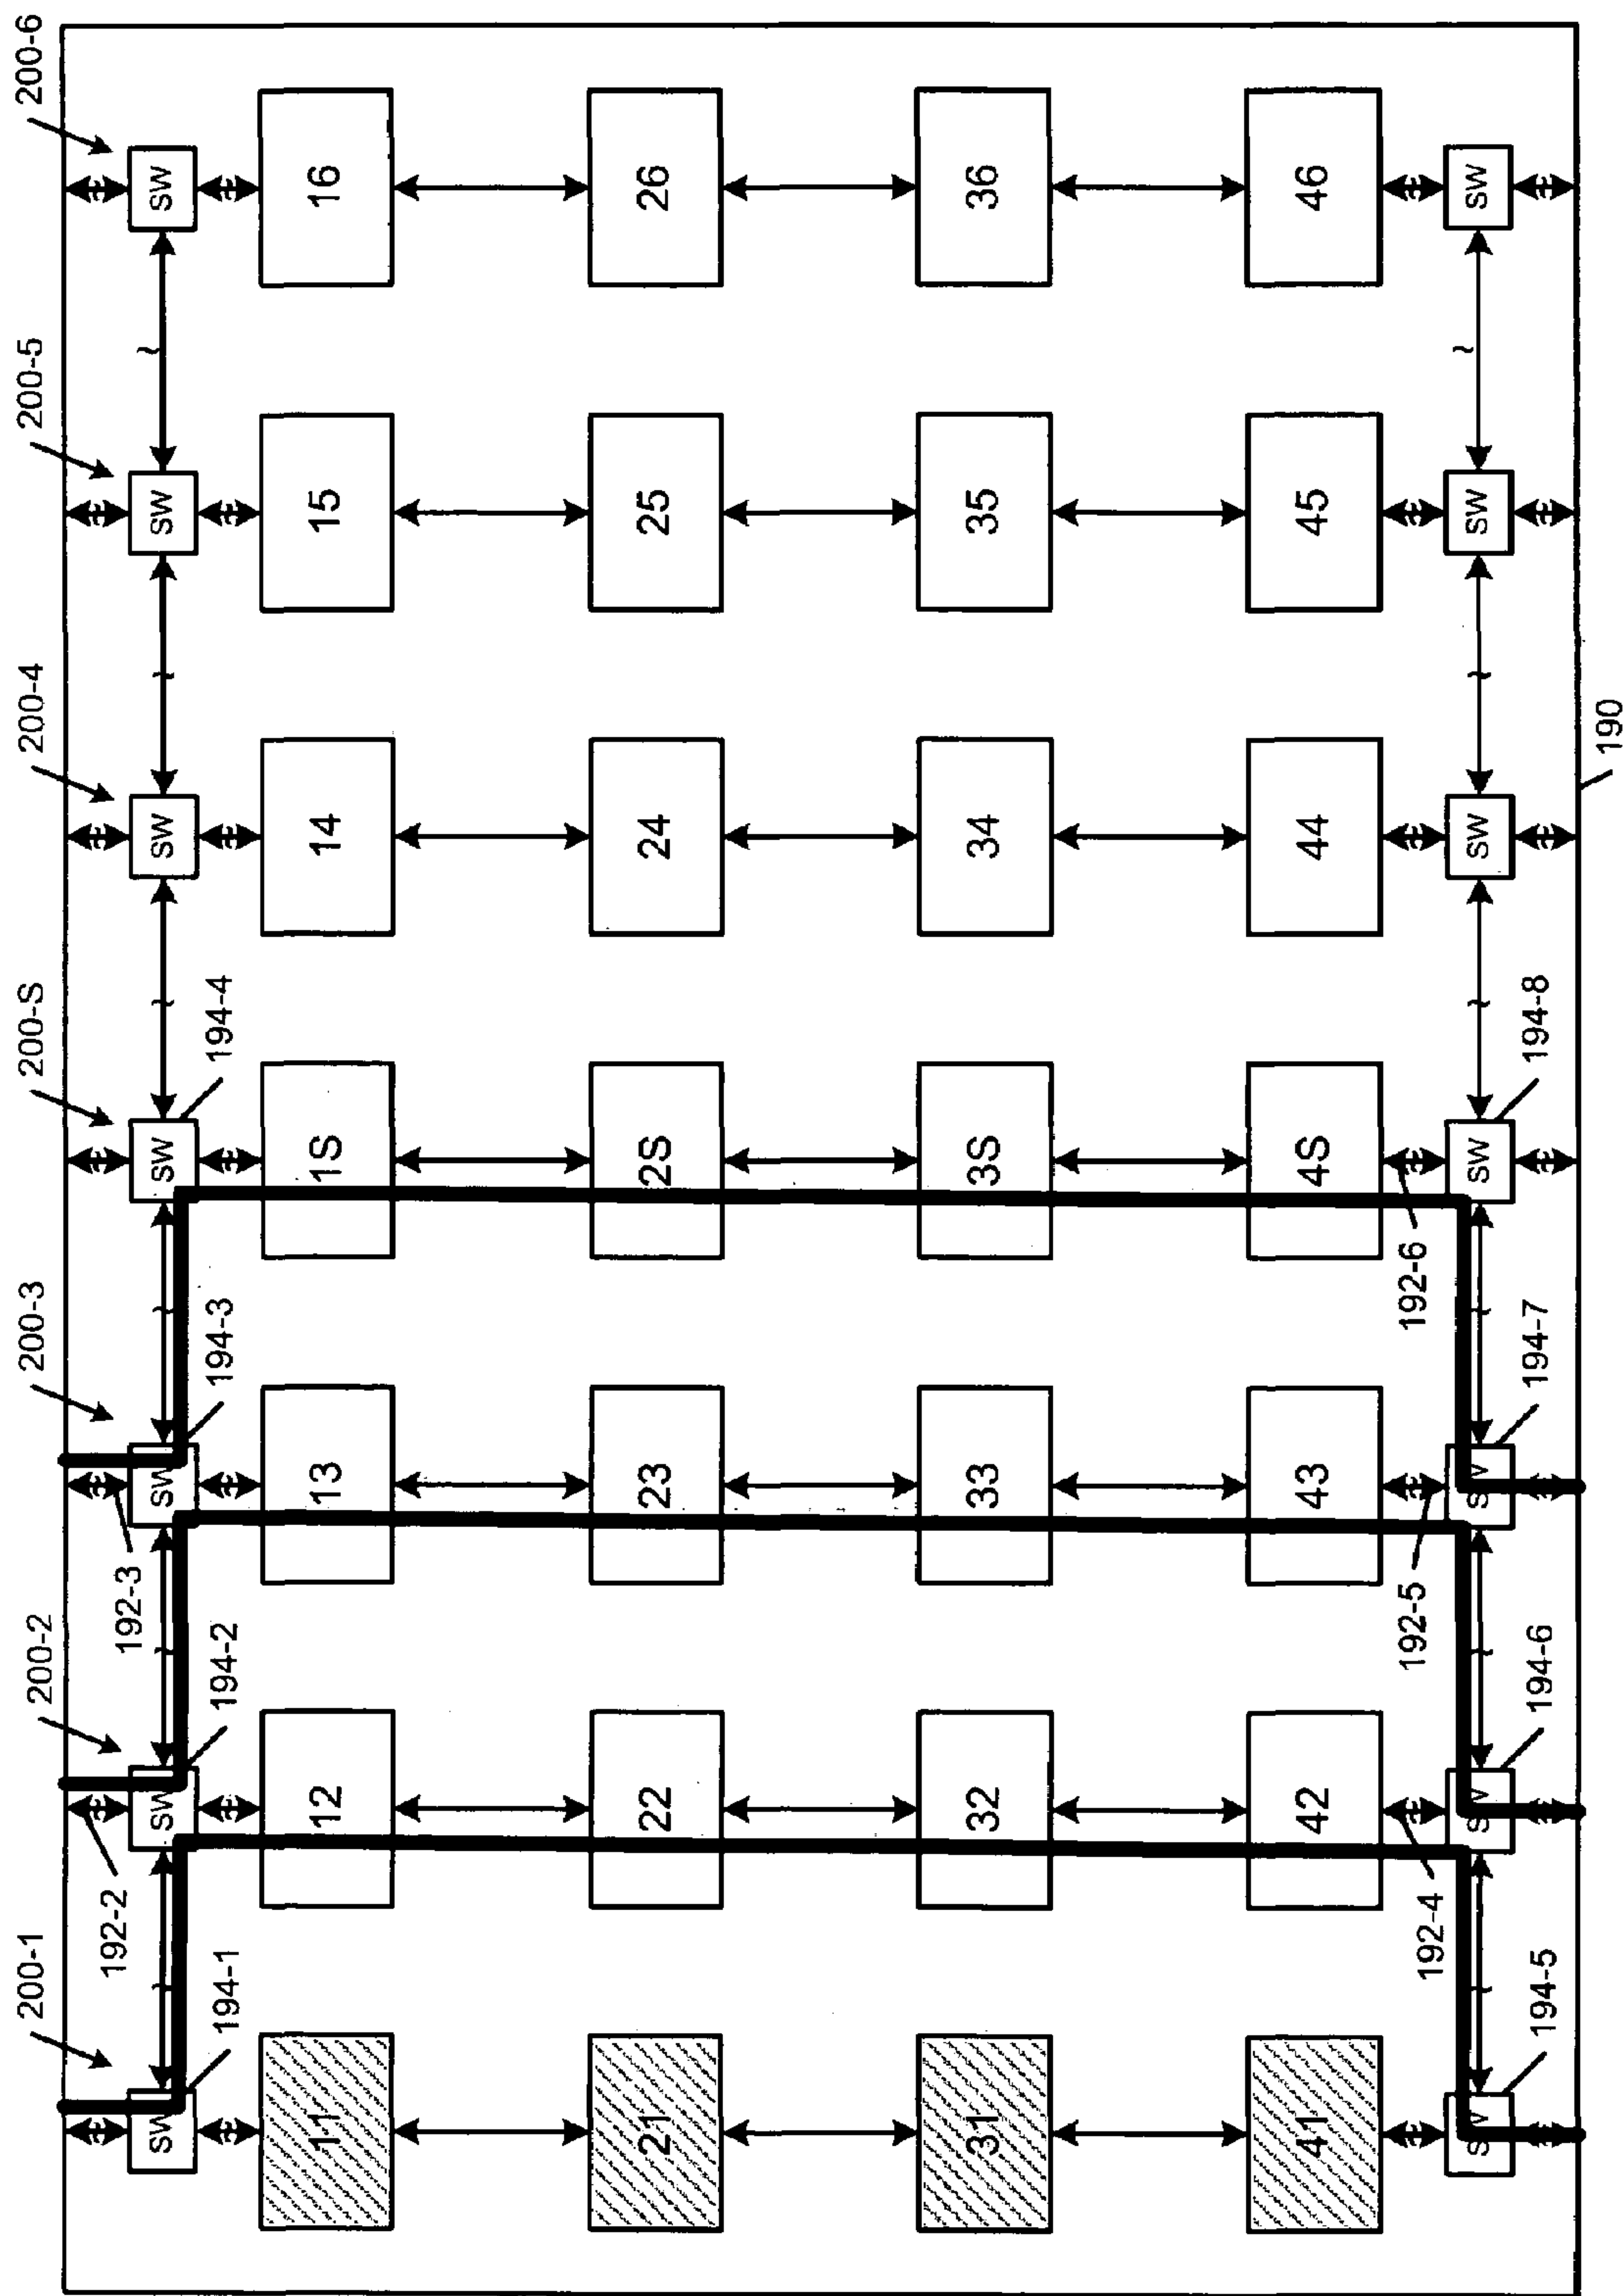 200-1 200-2 200-3 200-S 200-4 200-5 200-6
192-2 192-3
SW SW SW SW SW SW SW
194-1 194-2 194-3 194-4
11 12 13 1S 14 15 16
21 22 23 2S 24 25 26
31 32 33 3S 34 35 36
41 42 43 4S 44 45 46
192-4 192-5 192-6
SW SW SW SW SW SW SW
194-5 194-6 194-7 194-8
190